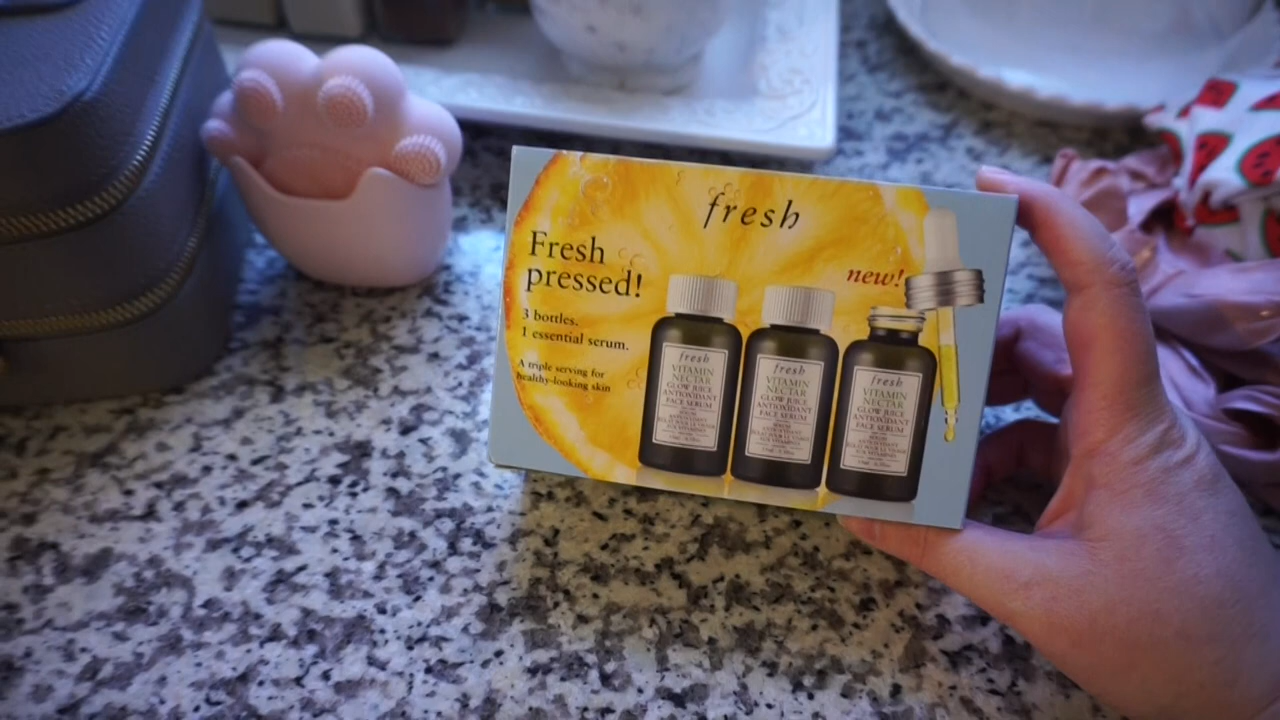 fresh
Fresh
pressed!
3 bottles.
1 essential serum.
A triple serving for
healthy-looking skin
new!
fresh
VITAMIN
NECTAR
GLOW JUICE
ANTIOXIDANT
FACE SERUM
fresh
VITAMIN
NECTAR
GLOW JUICE
ANTIOXIDANT
FACE SERUM
fresh
VITAMIN
NECTAR
GLOW JUICE
ANTIOXIDANT
FACE SERUM